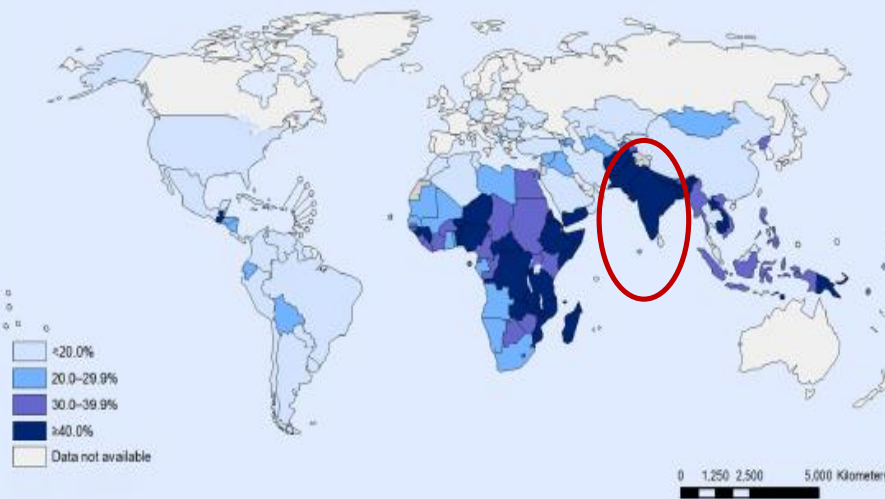 <20.0%
20.0–29.9%
30.0–39.9%
≥40.0%
Data not available
0 1,250 2,500 5,000 Kilometers